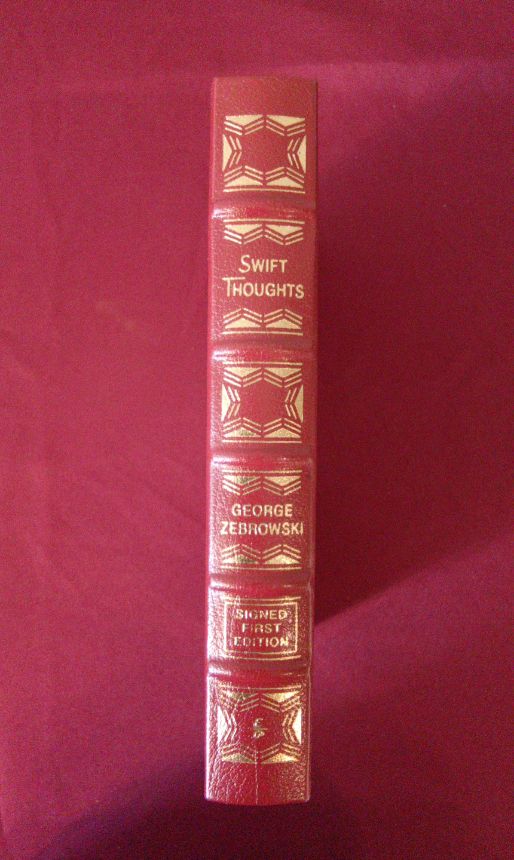 SWIFT
THOUGHTS
GEORGE
ZEBROWSKI
SIGNED
FIRST
EDITION